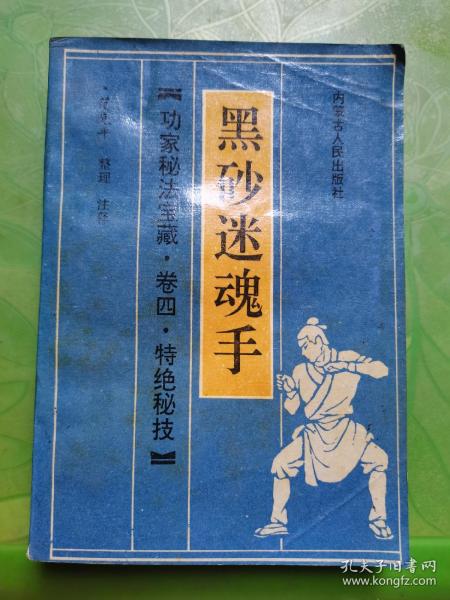 内蒙古人民出版社
黑砂迷魂手
【功家秘法宝藏·卷四·特绝秘技】
整理 注释
孔夫子旧书网
www.kongfz.com